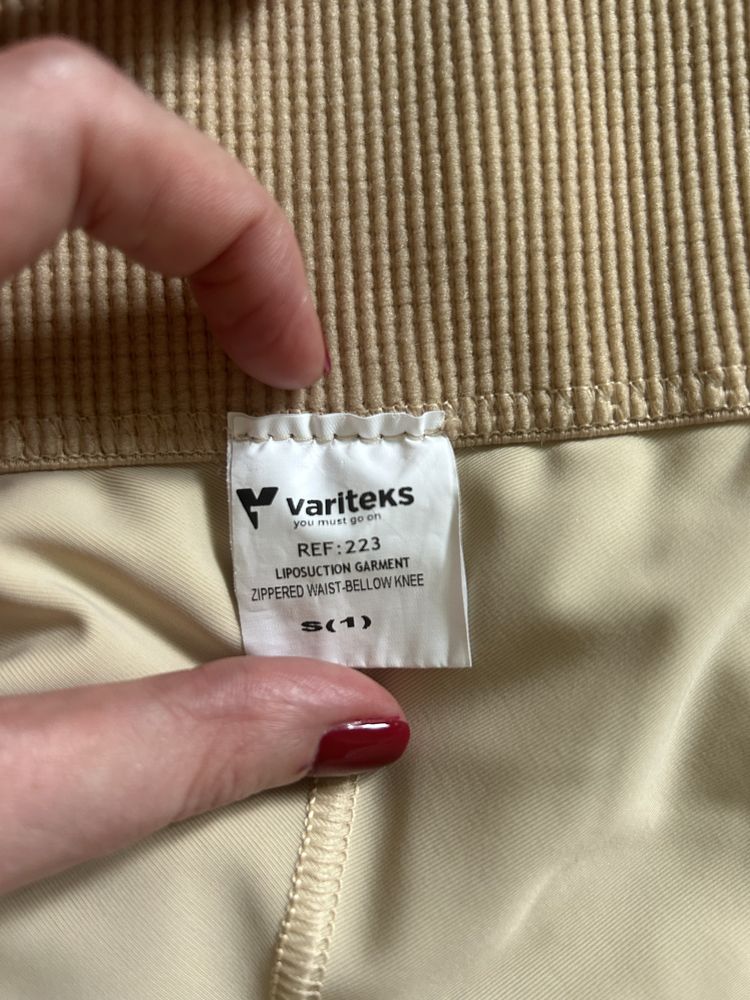 variteks
you must go on
REF:223
LIPOSUCTION GARMENT
ZIPPERED WAIST-BELLOW KNEE
S(1)